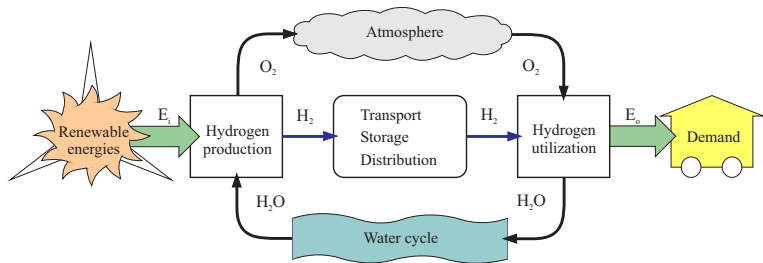 Atmosphere
O₂
O₂
Renewable
energies
Eᵢ
Hydrogen
production
H₂
Transport
Storage
Distribution
H₂
Hydrogen
utilization
Eₒ
Demand
H₂O
H₂O
Water cycle